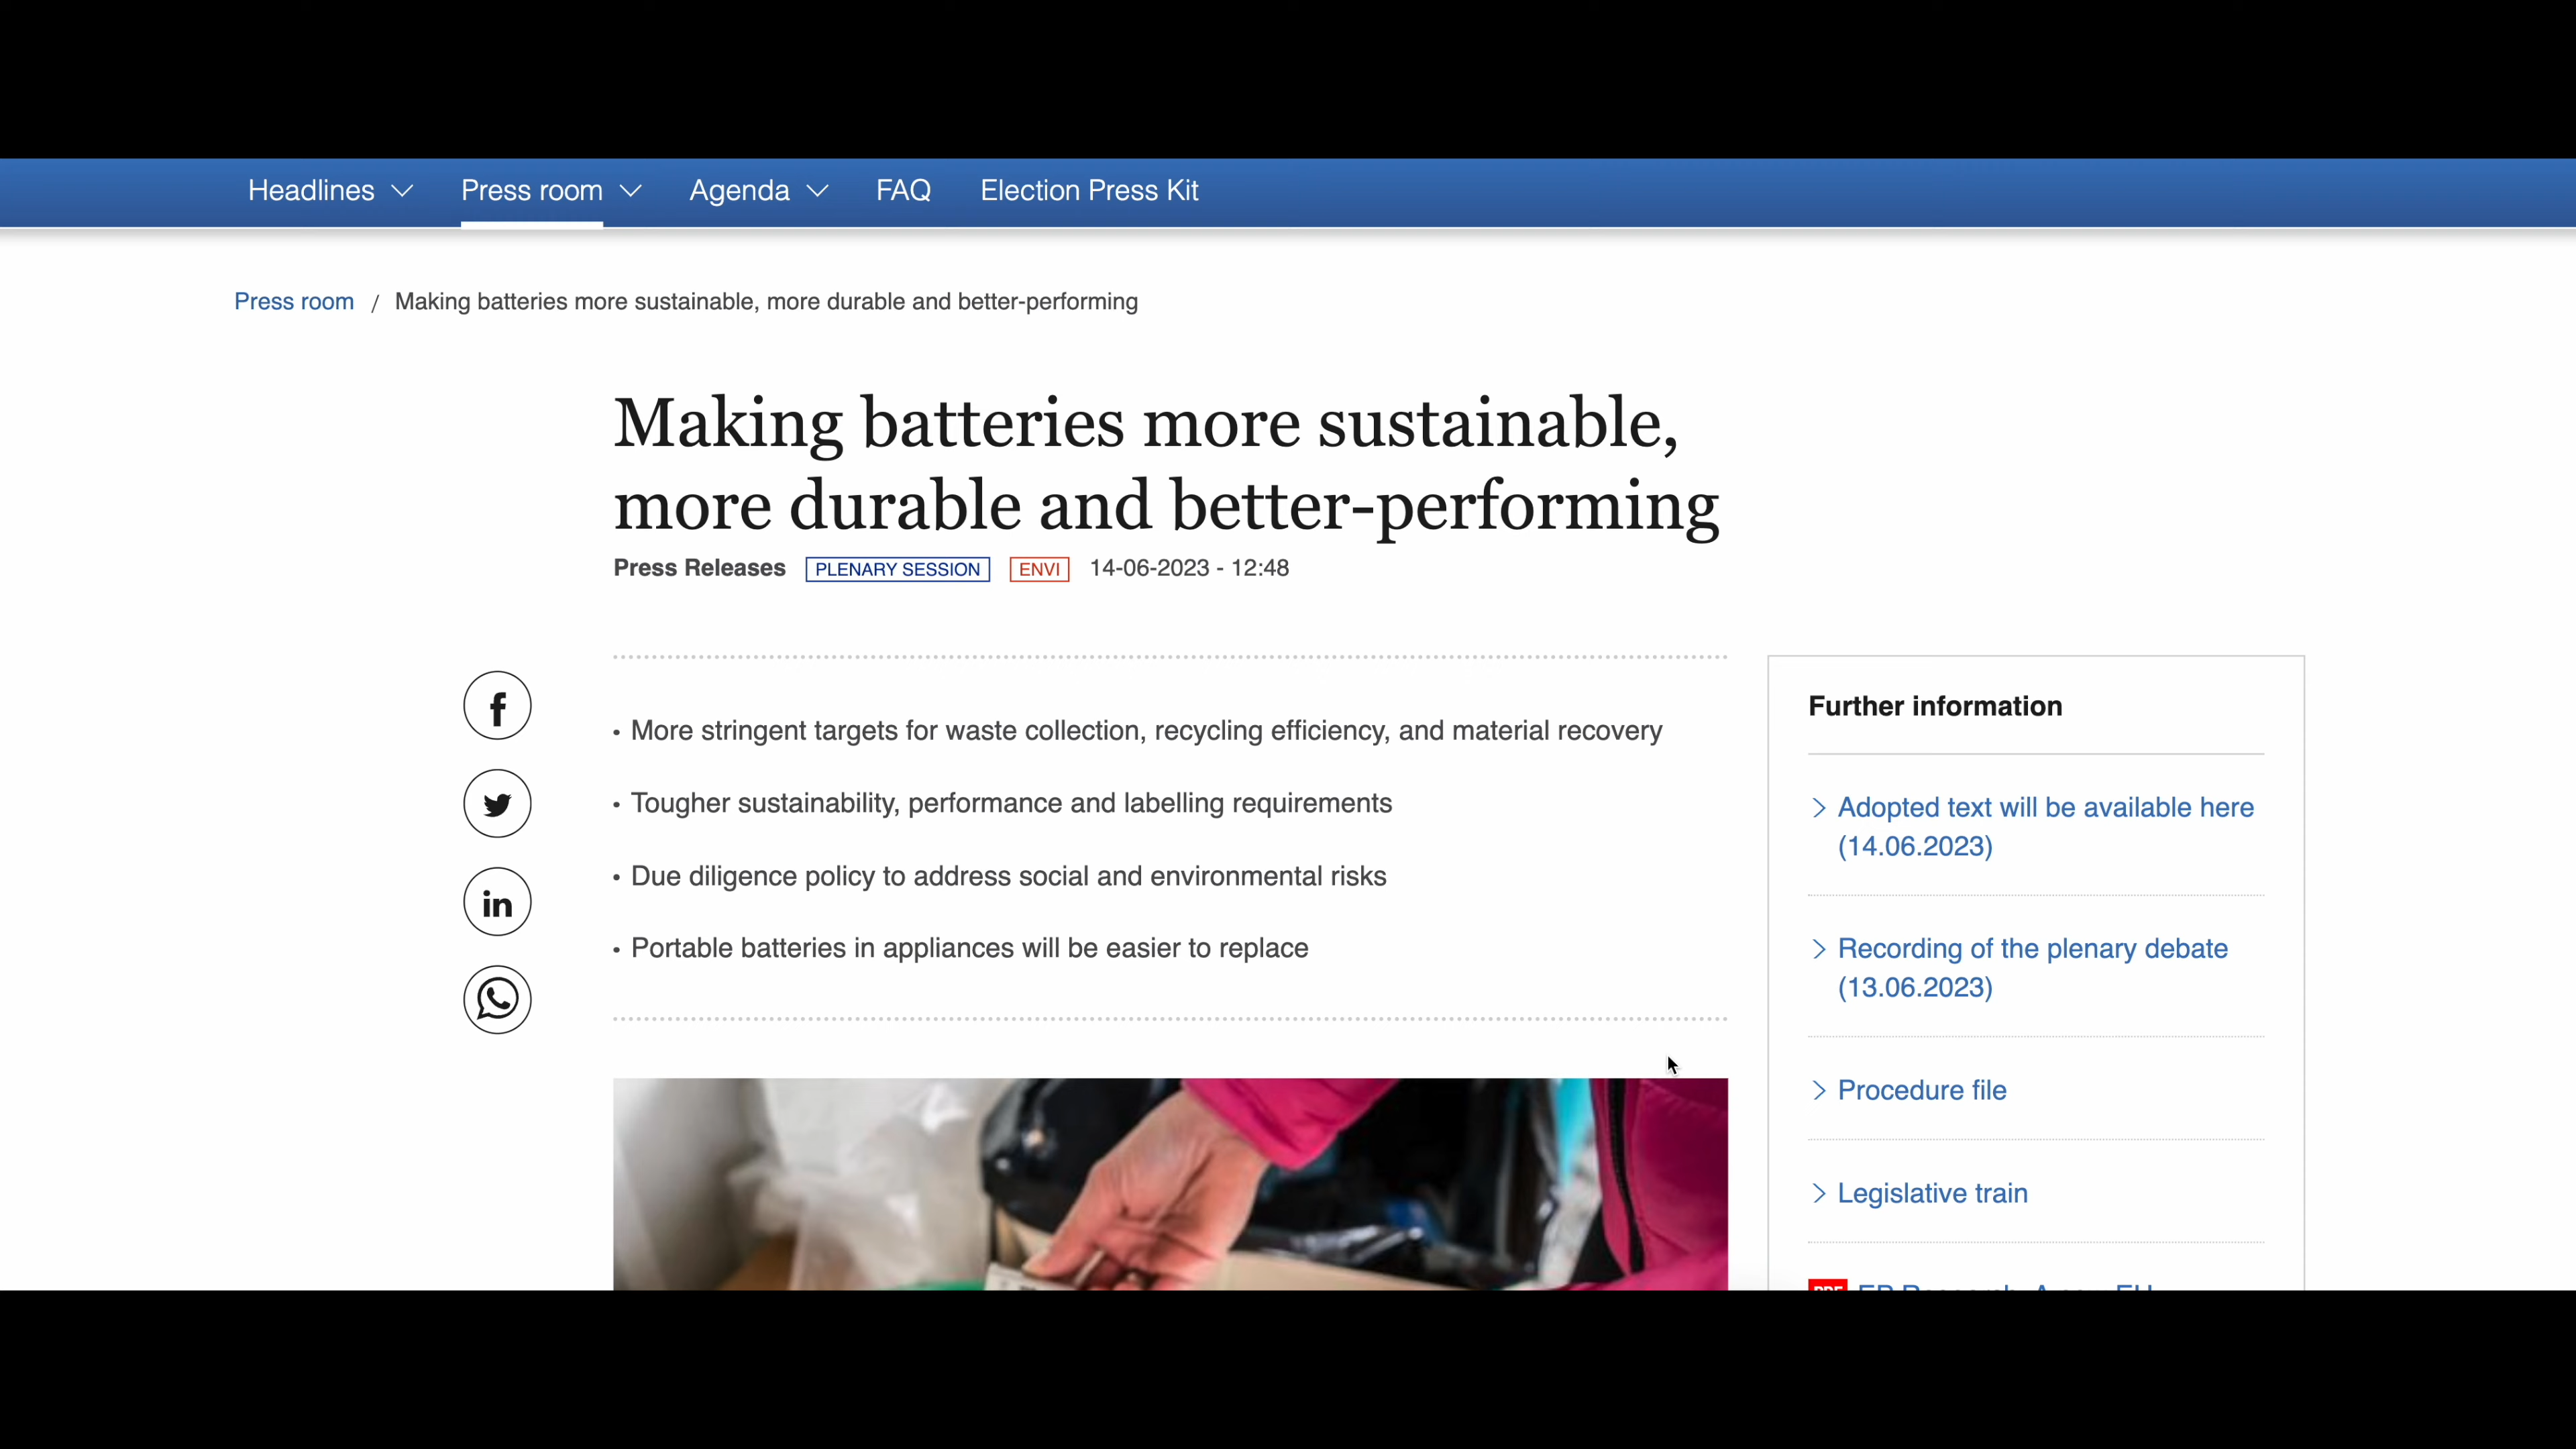 Headlines
Press room
Agenda
FAQ
Election Press Kit
Press room / Making batteries more sustainable, more durable and better-performing
Making batteries more sustainable,
more durable and better-performing
Press Releases PLENARY SESSION ENVI 14-06-2023 - 12:48
• More stringent targets for waste collection, recycling efficiency, and material recovery
• Tougher sustainability, performance and labelling requirements
• Due diligence policy to address social and environmental risks
• Portable batteries in appliances will be easier to replace
Further information
Adopted text will be available here
(14.06.2023)
Recording of the plenary debate
(13.06.2023)
Procedure file
Legislative train